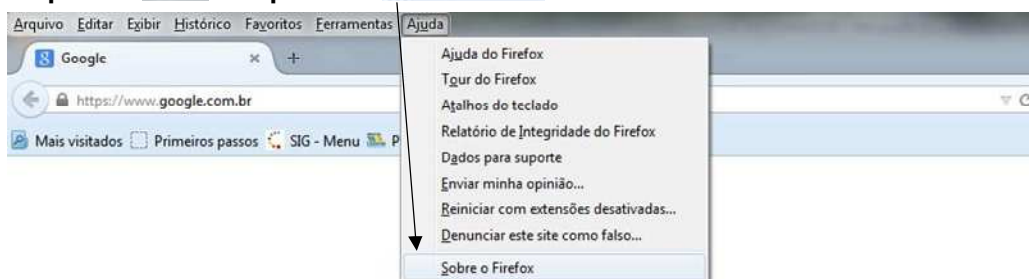 Arquivo Editar Exibir Histórico Favoritos Ferramentas Ajuda
Google × +
https://www.google.com.br
Mais visitados Primeiros passos SIG - Menu P
Ajuda do Firefox
Tour do Firefox
Atalhos do teclado
Relatório de Integridade do Firefox
Dados para suporte
Enviar minha opinião...
Reiniciar com extensões desativadas...
Denunciar este site como falso...
Sobre o Firefox